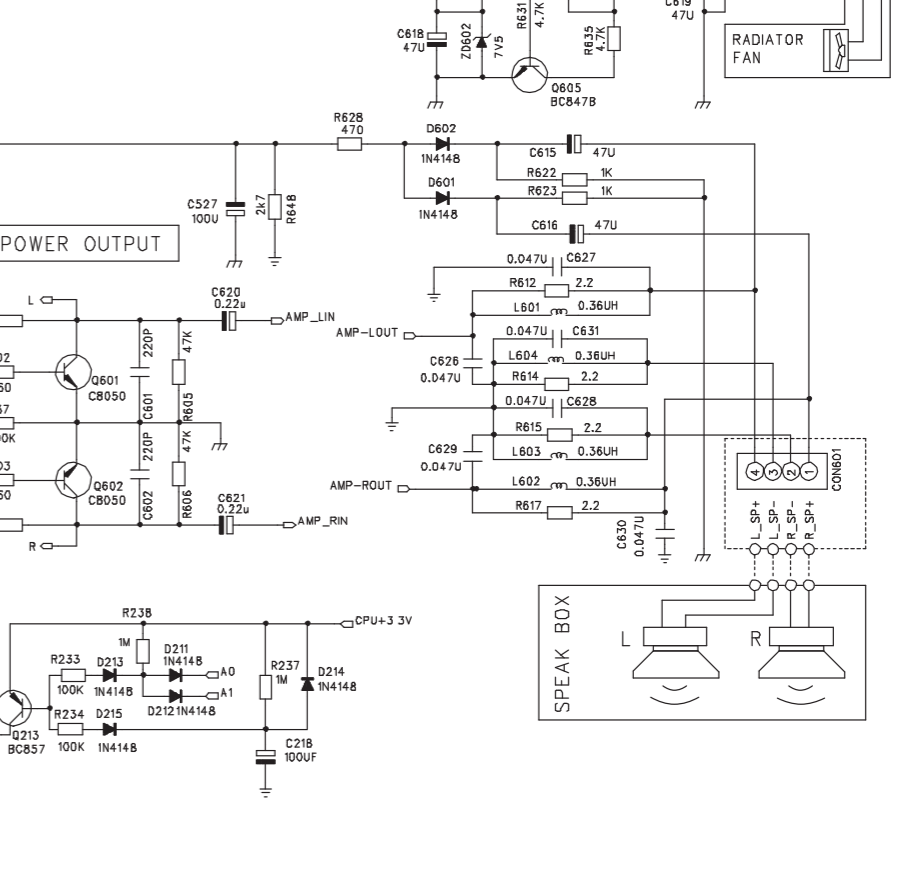 C618
47U
ZD602
7V5
R631
4.7K
R635
4.7K
C619
47U
RADIATOR
FAN
Q605
BC847B
R628
470
D602
1N4148
C615
47U
R622
1K
D601
1N4148
R623
1K
C616
47U
C527
100U
2k7
R648
POWER OUTPUT
0.047U
C627
R612
2.2
L601
0.36UH
AMP-LOUT
0.047U
C631
C626
0.047U
L604
0.36UH
R614
2.2
0.047U
C628
R615
2.2
C629
0.047U
L603
0.36UH
AMP-ROUT
L602
0.36UH
R617
2.2
C630
0.047U
L
C620
0.22u
AMP_LIN
220P
C601
47K
R605
Q601
C8050
220P
C602
47K
R606
Q602
C8050
C621
0.22u
AMP_RIN
R
4
3
2
1
CON601
L_SP+
L_SP-
R_SP-
R_SP+
SPEAK BOX
L
R
R238
1M
CPU+3 3V
R233
100K
D213
1N4148
D211
1N4148
A0
A1
D212
1N4148
R237
1M
D214
1N4148
R234
100K
D215
1N4148
Q213
BC857
C218
100UF